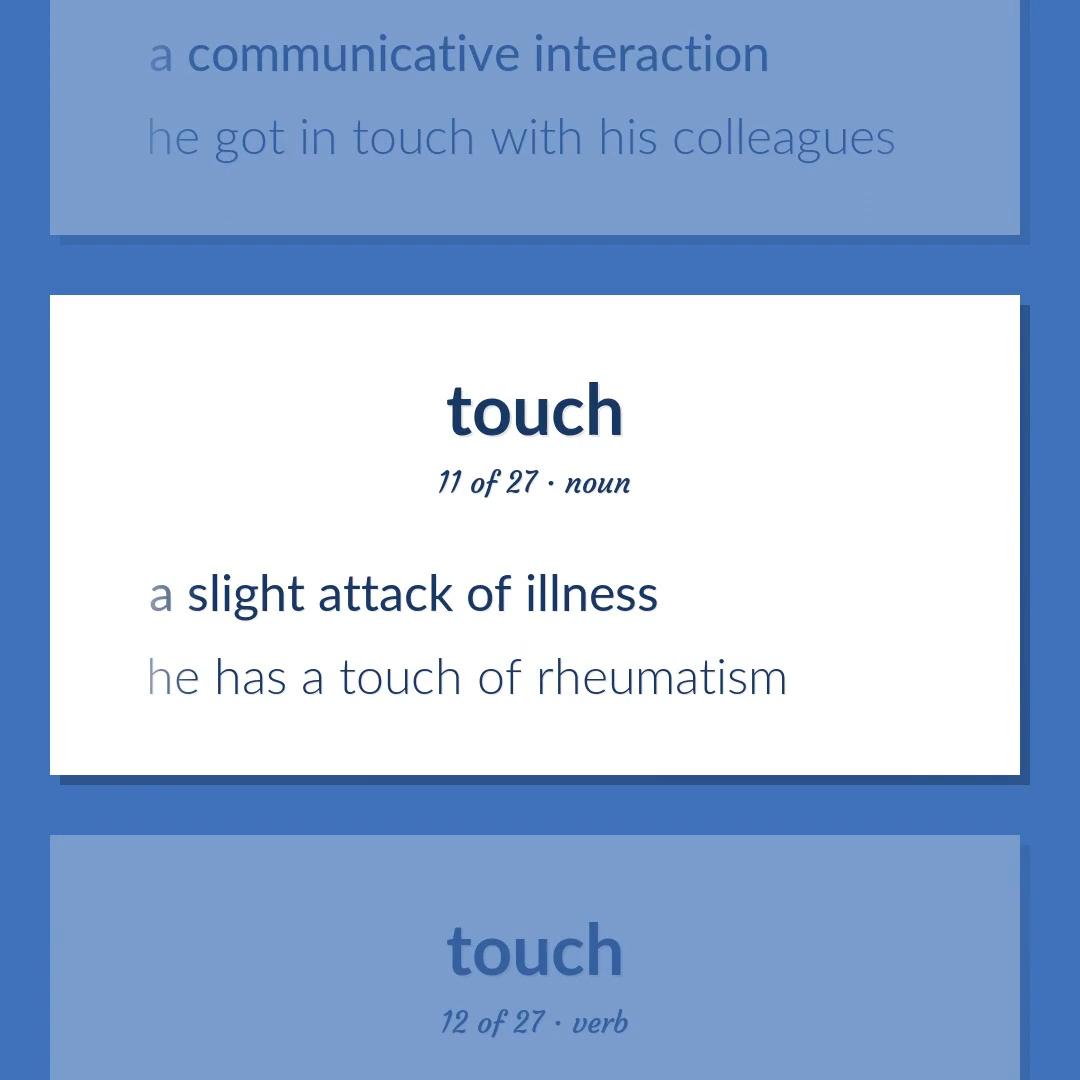 a communicative interaction
he got in touch with his colleagues
touch
11 of 27 · noun
a slight attack of illness
he has a touch of rheumatism
touch
12 of 27 · verb